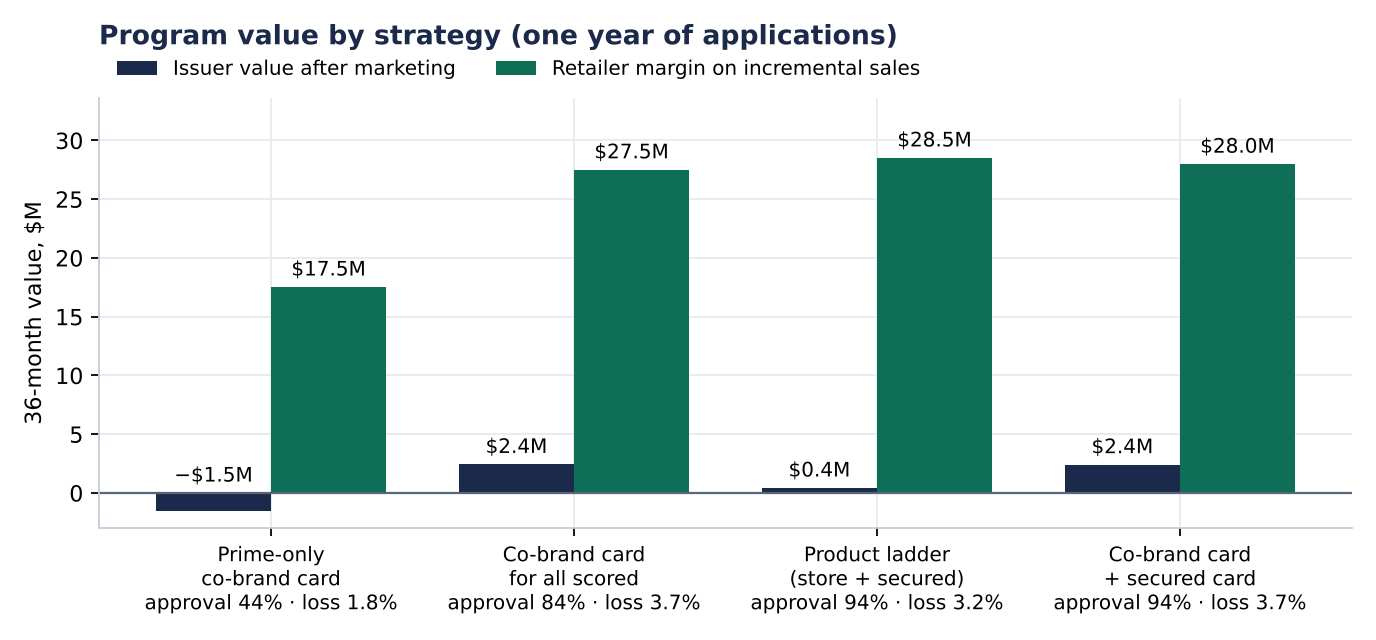 Program value by strategy (one year of applications)
Issuer value after marketing
Retailer margin on incremental sales
36-month value, $M
30
25
20
15
10
5
0
−$1.5M
$17.5M
$2.4M
$27.5M
$0.4M
$28.5M
$2.4M
$28.0M
Prime-only
co-brand card
approval 44% · loss 1.8%
Co-brand card
for all scored
approval 84% · loss 3.7%
Product ladder
(store + secured)
approval 94% · loss 3.2%
Co-brand card
+ secured card
approval 94% · loss 3.7%